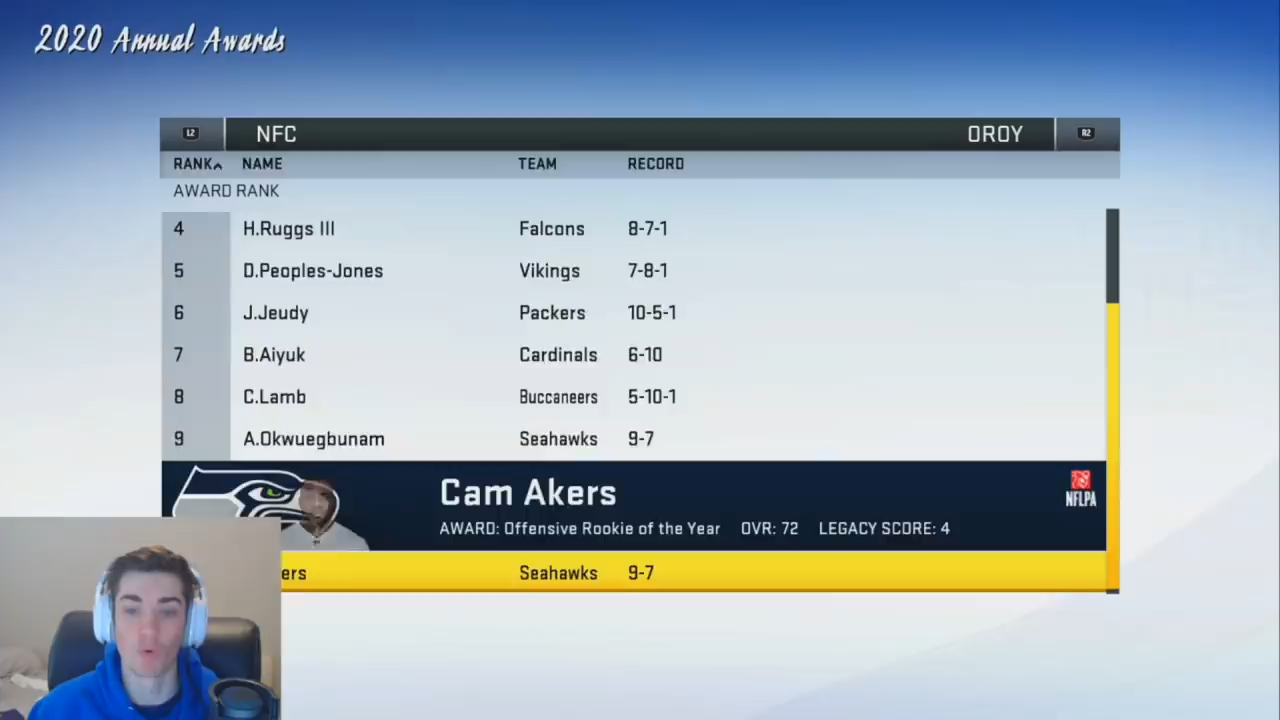 2020 Annual Awards
L2 NFC OROY R2
RANK NAME TEAM RECORD
AWARD RANK
4 H.Ruggs III Falcons 8-7-1
5 D.Peoples-Jones Vikings 7-8-1
6 J.Jeudy Packers 10-5-1
7 B.Aiyuk Cardinals 6-10
8 C.Lamb Buccaneers 5-10-1
9 A.Okwuegbunam Seahawks 9-7
Cam Akers
NFLPA
AWARD: Offensive Rookie of the Year OVR: 72 LEGACY SCORE: 4
ers Seahawks 9-7